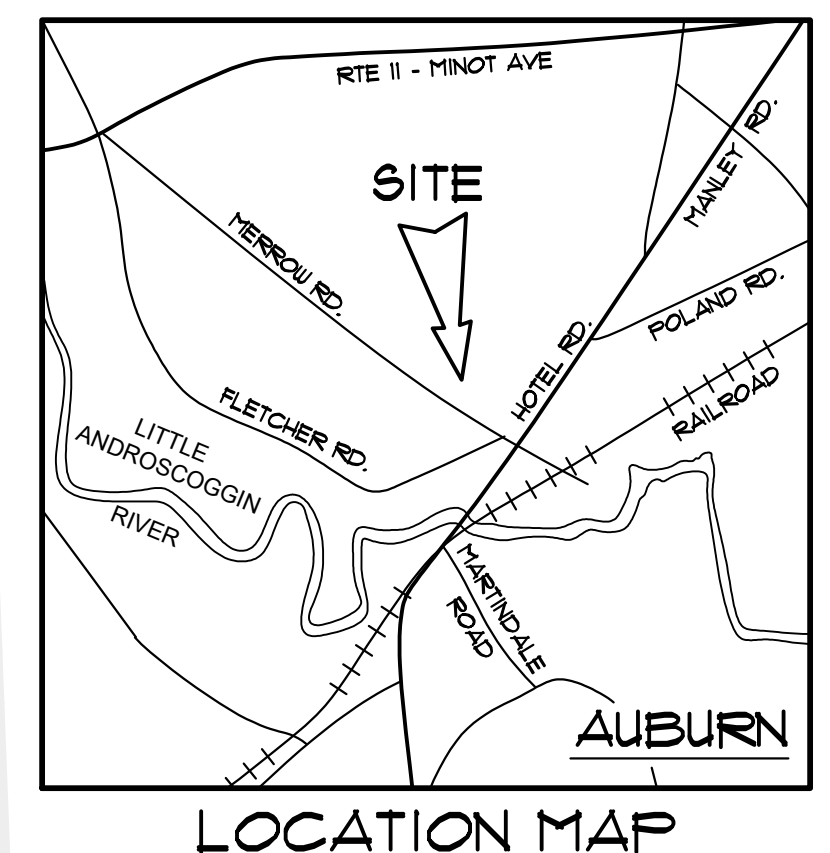 RTE 11 - MINOT AVE
MANLEY RD.
SITE
MERROW RD.
POLAND RD.
HOTEL RD.
RAILROAD
FLETCHER RD.
LITTLE
ANDROSCOGGIN
RIVER
MARTINDALE
ROAD
AUBURN
LOCATION MAP